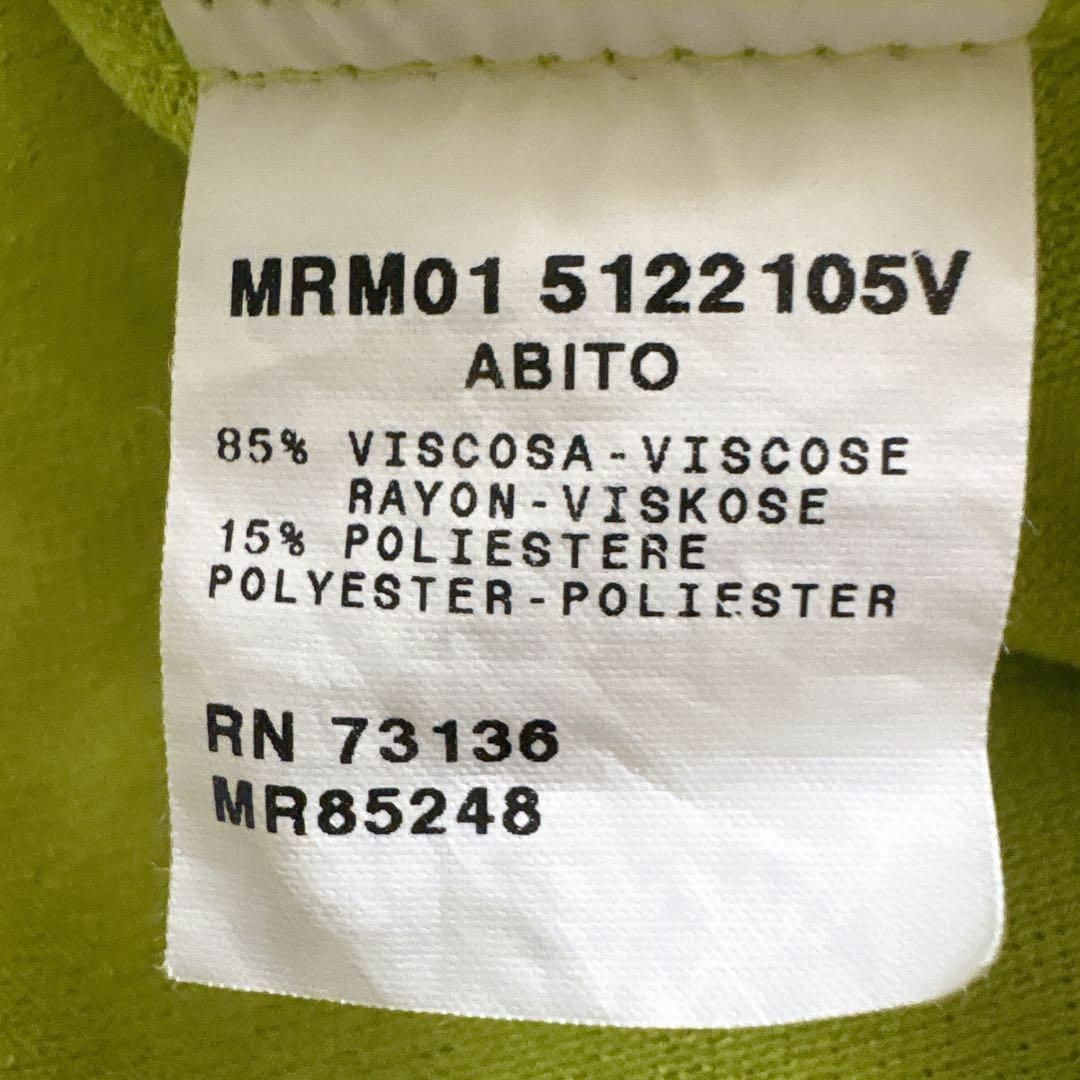 MRM01 5122105V
ABITO
85% VISCOSA-VISCOSE
RAYON-VISKOSE
15% POLIESTERE
POLYESTER-POLIESTER
RN 73136
MR85248